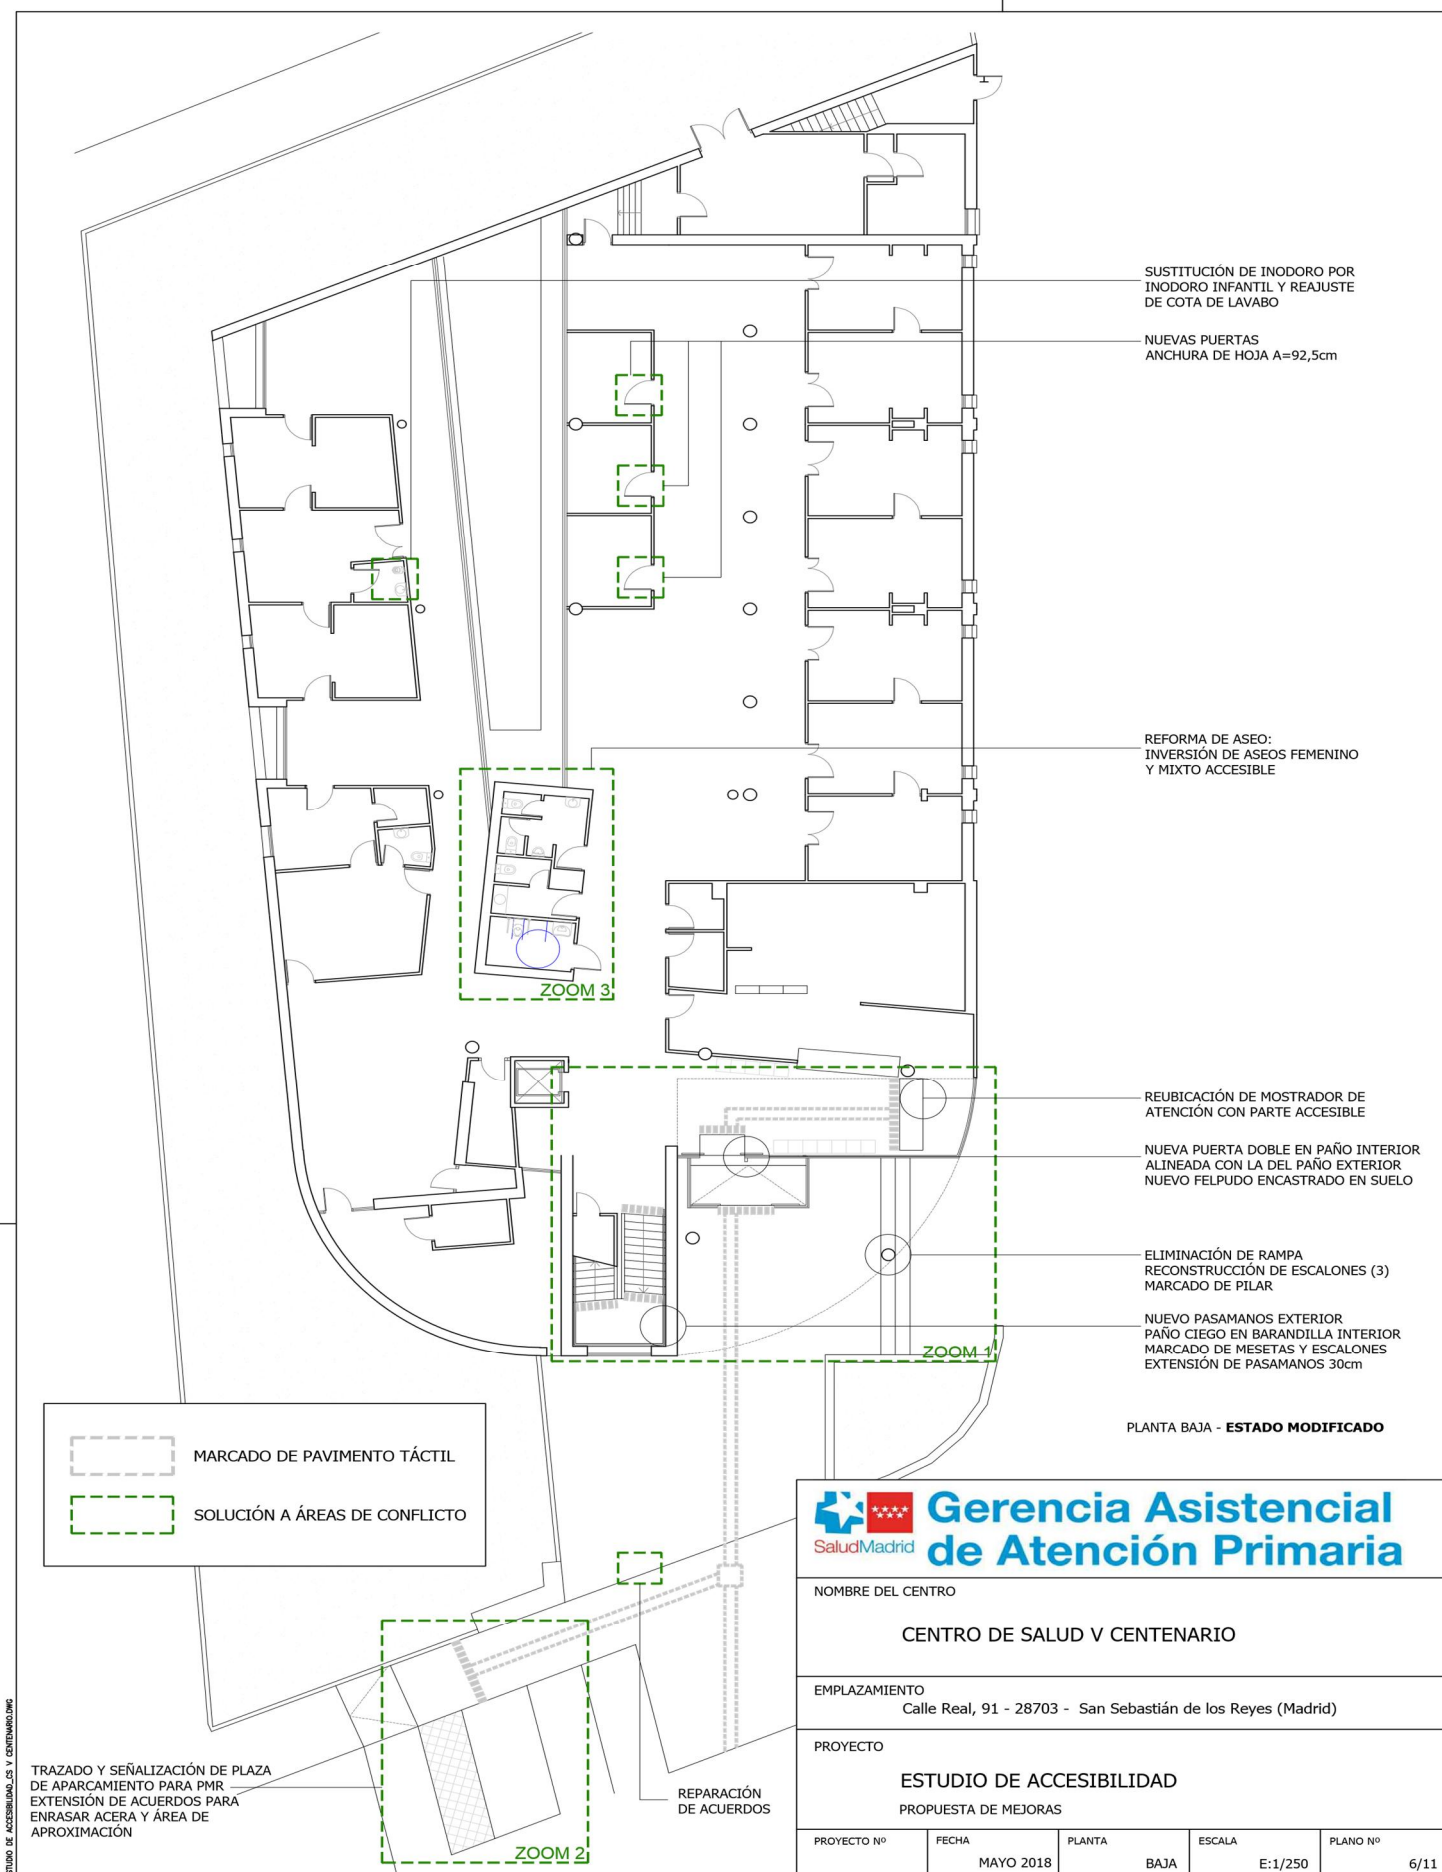 SUSTITUCIÓN DE INODORO POR
INODORO INFANTIL Y REAJUSTE
DE COTA DE LAVABO
NUEVAS PUERTAS
ANCHURA DE HOJA A=92,5cm
REFORMA DE ASEO:
INVERSIÓN DE ASEOS FEMENINO
Y MIXTO ACCESIBLE
ZOOM 3
REUBICACIÓN DE MOSTRADOR DE
ATENCIÓN CON PARTE ACCESIBLE
NUEVA PUERTA DOBLE EN PAÑO INTERIOR
ALINEADA CON LA DEL PAÑO EXTERIOR
NUEVO FELPUDO ENCASTRADO EN SUELO
ELIMINACIÓN DE RAMPA
RECONSTRUCCIÓN DE ESCALONES (3)
MARCADO DE PILAR
NUEVO PASAMANOS EXTERIOR
PAÑO CIEGO EN BARANDILLA INTERIOR
MARCADO DE MESETAS Y ESCALONES
EXTENSIÓN DE PASAMANOS 30cm
ZOOM 1
PLANTA BAJA - ESTADO MODIFICADO
MARCADO DE PAVIMENTO TÁCTIL
SOLUCIÓN A ÁREAS DE CONFLICTO
SaludMadrid
Gerencia Asistencial
de Atención Primaria
NOMBRE DEL CENTRO
CENTRO DE SALUD V CENTENARIO
EMPLAZAMIENTO
Calle Real, 91 - 28703 - San Sebastián de los Reyes (Madrid)
PROYECTO
ESTUDIO DE ACCESIBILIDAD
PROPUESTA DE MEJORAS
PROYECTO Nº
FECHA
MAYO 2018
PLANTA
BAJA
ESCALA
E:1/250
PLANO Nº
6/11
TRAZADO Y SEÑALIZACIÓN DE PLAZA
DE APARCAMIENTO PARA PMR
EXTENSIÓN DE ACUERDOS PARA
ENRASAR ACERA Y ÁREA DE
APROXIMACIÓN
REPARACIÓN
DE ACUERDOS
ZOOM 2
DE ACCESIBILIDAD_CS V CENTENARIO.DWG